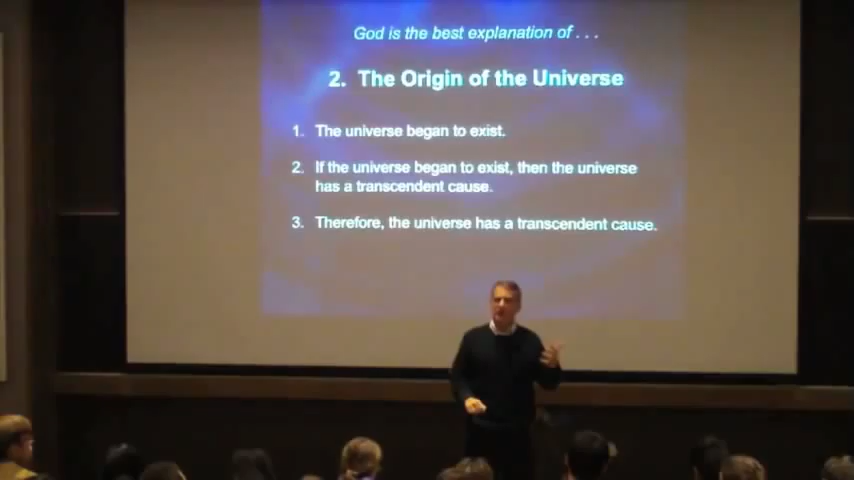 God is the best explanation of . . .
2. The Origin of the Universe
1. The universe began to exist.
2. If the universe began to exist, then the universe
has a transcendent cause.
3. Therefore, the universe has a transcendent cause.